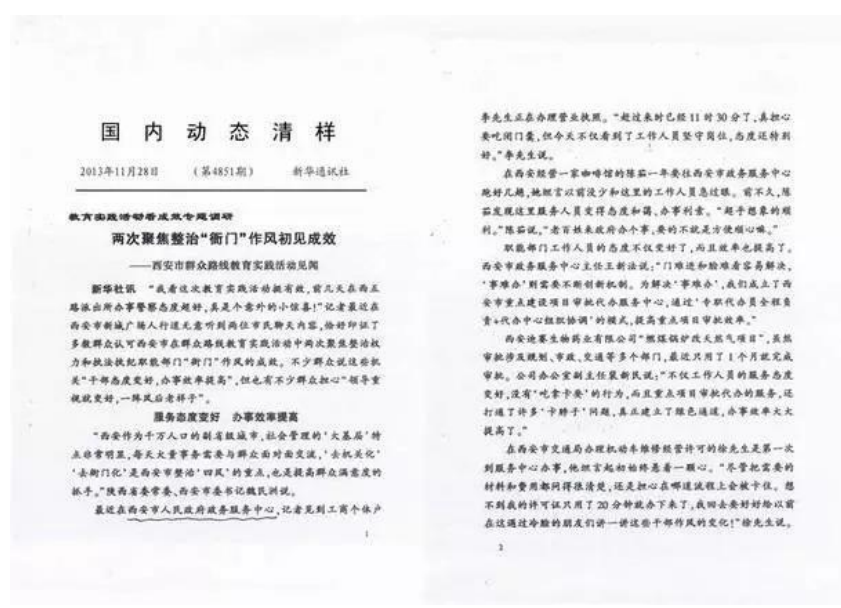 国内动态清样
2013年11月28日 （第4851期） 新华通讯社
教育实践活动看成效专题调研
两次聚焦整治“衙门”作风初见成效
——西安市群众路线教育实践活动见闻
新华社讯 “我看这次教育实践活动挺有效，前几天在西五
路派出所办事警察态度超好，真是个意外的小惊喜！”记者最近在
西安市新城广场人行道无意听到两位市民聊天内容，恰好印证了
多数群众认可西安市在群众路线教育实践活动中两次聚焦整治权
力和执法执纪职能部门“衙门”作风的成效。不少群众说这些机
关“干部态度变好，办事效率提高”，但也有不少群众担心“领导重
视就变好，一阵风后老样子”。
服务态度变好 办事效率提高
“西安作为千万人口的副省级城市，社会管理的‘大基层’特
点非常明显，每天大量事务需要与群众面对面交流，‘去机关化’
‘去衙门化’是西安市整治‘四风’的重点，也是提高群众满意度的
抓手。”陕西省委常委、西安市委书记魏民洲说。
最近在西安市人民政府政务服务中心，记者见到工商个体户
1
李先生正在办理营业执照。“赶过来时已经11时30分了，真担心
要吃闭门羹，但今天不仅看到了工作人员坚守岗位，态度还特别
好。”李先生说。
在西安经营一家咖啡馆的陈茹一年要往西安市政务服务中心
跑好几趟，她坦言以前没少和这里的工作人员急过眼。前不久，陈
茹发现这里服务人员变得态度和蔼、办事利索。“超乎想象的顺
利。”陈茹说，“老百姓来政府办个事，要的不就是方便顺心嘛。”
职能部门工作人员的态度不仅变好了，而且效率也提高了。
西安市政务服务中心主任王新法说：“门难进和脸难看容易解决，
‘事难办’则需要不断创新机制。为解决‘事难办’，我们成立了西
安市重点建设项目审批代办服务中心，通过‘专职代办员全程负
责+代办中心组织协调’的模式，提高重点项目审批效率。”
西安迪赛生物药业有限公司“燃煤锅炉改天然气项目”，虽然
审批涉及规划、市政、交通等多个部门，最近只用了1个月就完成
审批。公司办公室副主任裴新民说：“不仅工作人员的服务态度
变好，没有‘吃拿卡要’的行为，而且重点项目审批代办的服务，还
打通了许多‘卡脖子’问题，真正建立了绿色通道，办事效率大大
提高了。”
在西安市交通局办理机动车维修经营许可的徐先生是第一次
到服务中心办事，他坦言起初始终悬着一颗心。“尽管把需要的
材料和费用都问得很清楚，还是担心在哪道流程上会被卡住。想
不到我的许可证只用了20分钟就办下来了，我回去要好好给以前
在这遇过冷脸的朋友们讲一讲这些干部作风的变化！”徐先生说。
2